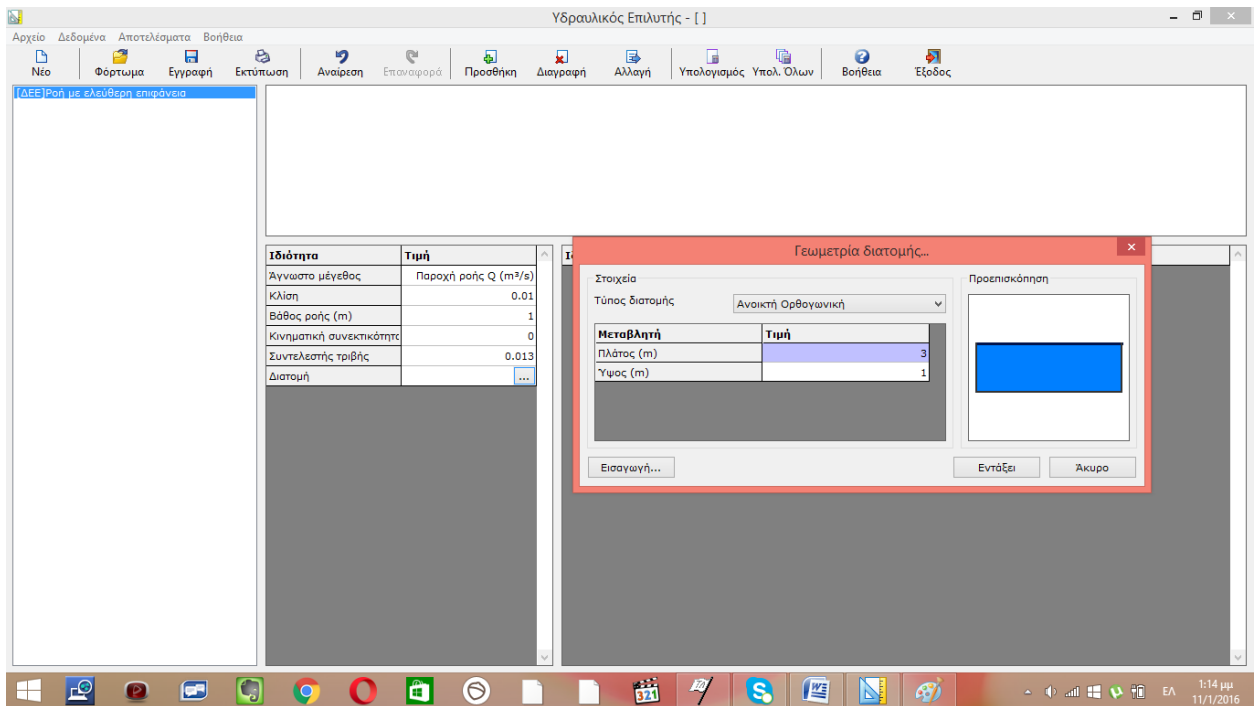 Υδραυλικός Επιλυτής - [ ]
Αρχείο Δεδομένα Αποτελέσματα Βοήθεια
Νέο Φόρτωμα Εγγραφή Εκτύπωση Αναίρεση Επαναφορά Προσθήκη Διαγραφή Αλλαγή Υπολογισμός Υπολ. Όλων Βοήθεια Έξοδος
[ΔΕΕ]Ροή με ελεύθερη επιφάνεια
Ιδιότητα Τιμή
Άγνωστο μέγεθος Παροχή ροής Q (m³/s)
Κλίση 0.01
Βάθος ροής (m) 1
Κινηματική συνεκτικότητ 0
Συντελεστής τριβής 0.013
Διατομή ...
Γεωμετρία διατομής...
Στοιχεία
Τύπος διατομής Ανοικτή Ορθογωνική
Μεταβλητή Τιμή
Πλάτος (m) 3
Ύψος (m) 1
Προεπισκόπηση
Εισαγωγή... Εντάξει Άκυρο
321
ΕΛ
1:14 μμ
11/1/2016